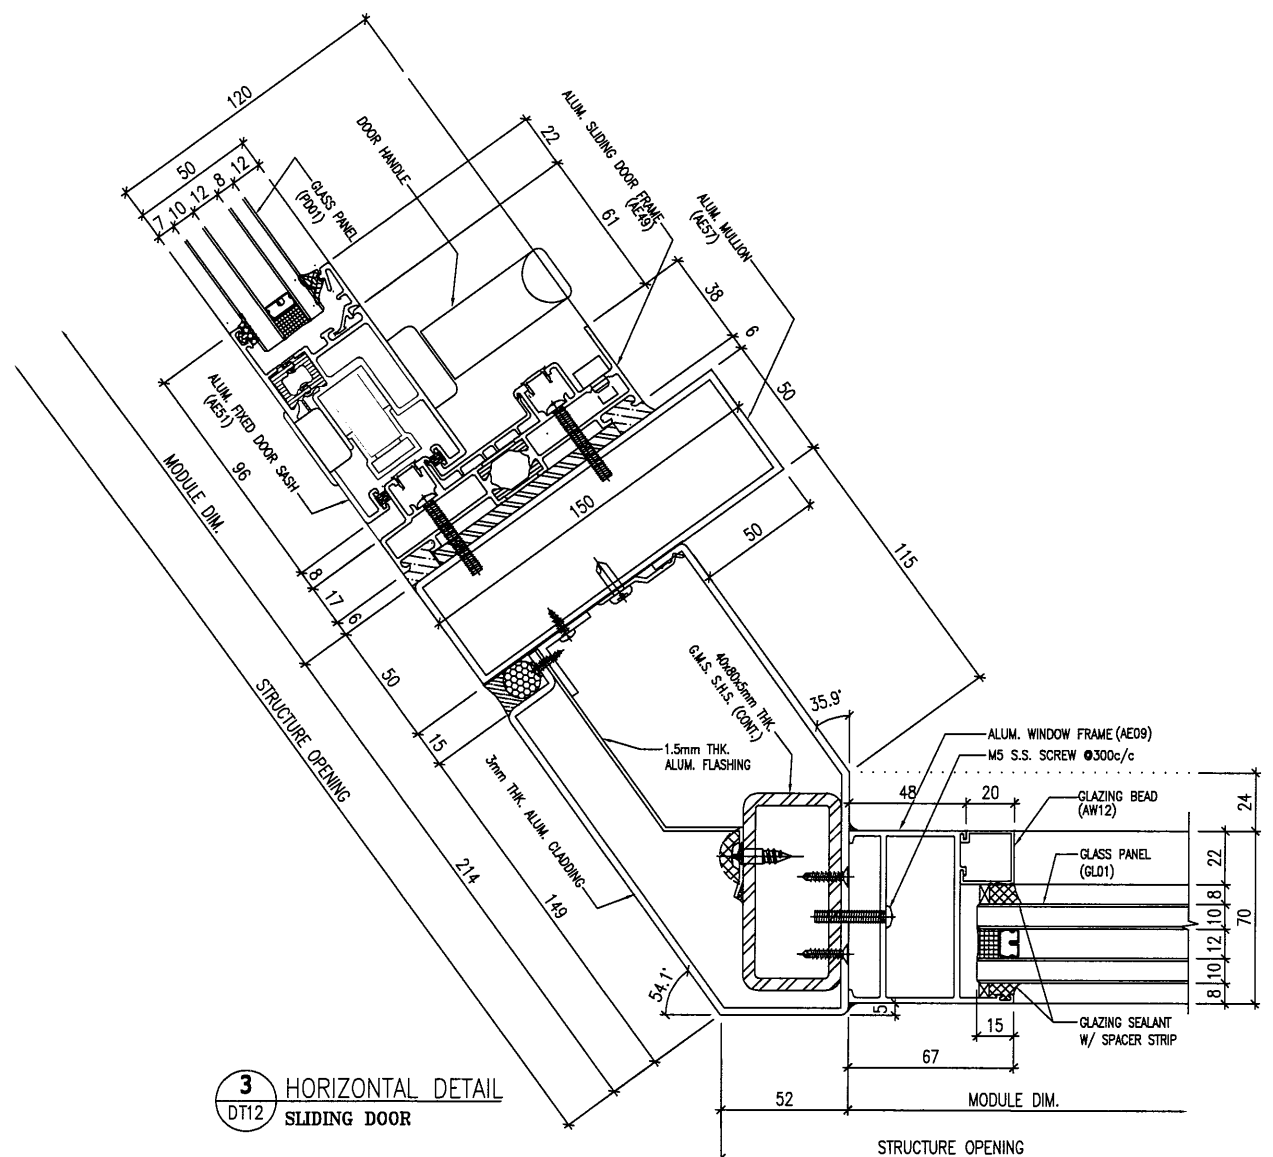 120
50
7 10 12 8 12
GLASS PANEL
(PD01)
DOOR HANDLE
22
ALUM. SLIDING DOOR FRAME
(AE49)
61
ALUM. MULLION
(AE57)
38
6
50
115
ALUM. FIXED DOOR SASH
(AE51)
96
MODULE DIM.
STRUCTURE OPENING
8
17
6
50
15
150
50
214
149
3mm THK. ALUM. CLADDING
1.5mm THK.
ALUM. FLASHING
40x80x5mm THK.
G.M.S. S.H.S. (CONT.)
35.9°
54.1°
ALUM. WINDOW FRAME (AE09)
M5 S.S. SCREW @300c/c
48
20
GLAZING BEAD
(AW12)
24
GLASS PANEL
(GL01)
22
8
10
12
10
8
70
5
15
GLAZING SEALANT
W/ SPACER STRIP
67
52
MODULE DIM.
STRUCTURE OPENING
3
DT12
HORIZONTAL DETAIL
SLIDING DOOR